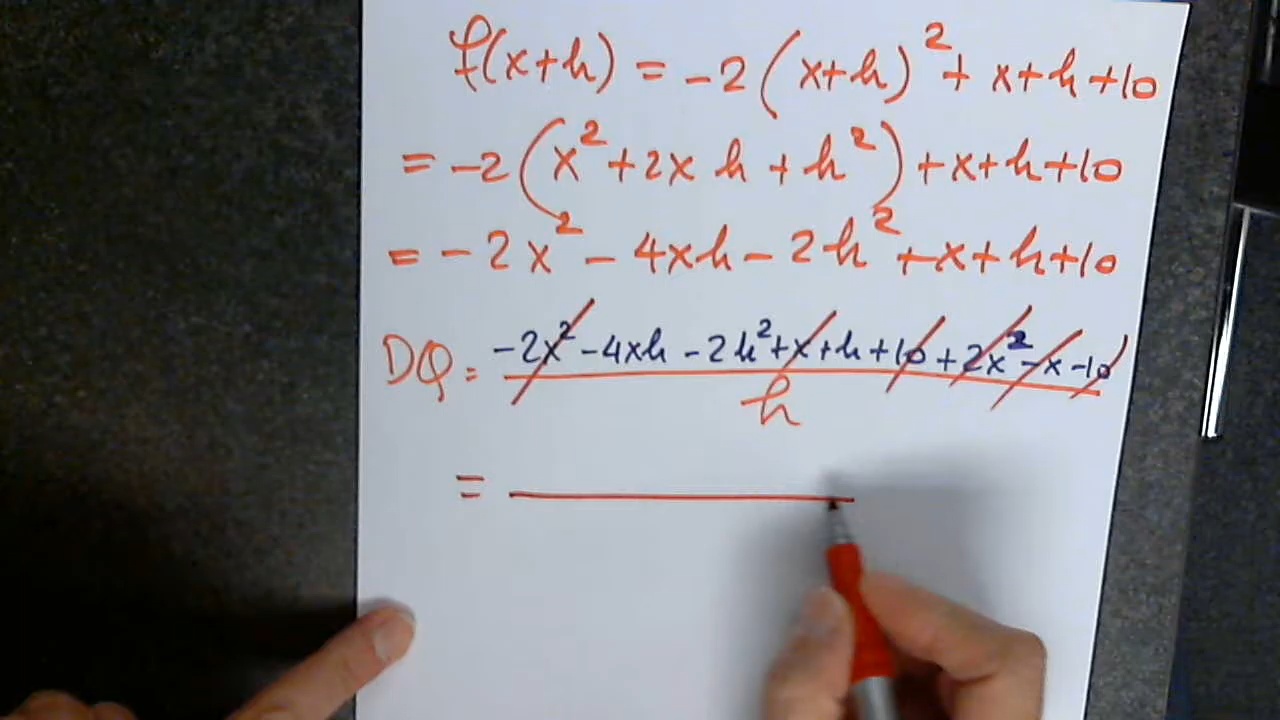 f(x+h) = -2(x+h)² + x+h+10
= -2(x² + 2xh + h²) + x+h+10
= -2x² - 4xh - 2h² + x+h+10
DQ = -2x² - 4xh - 2h² + x + h + 10 + 2x² - x - 10
h
=